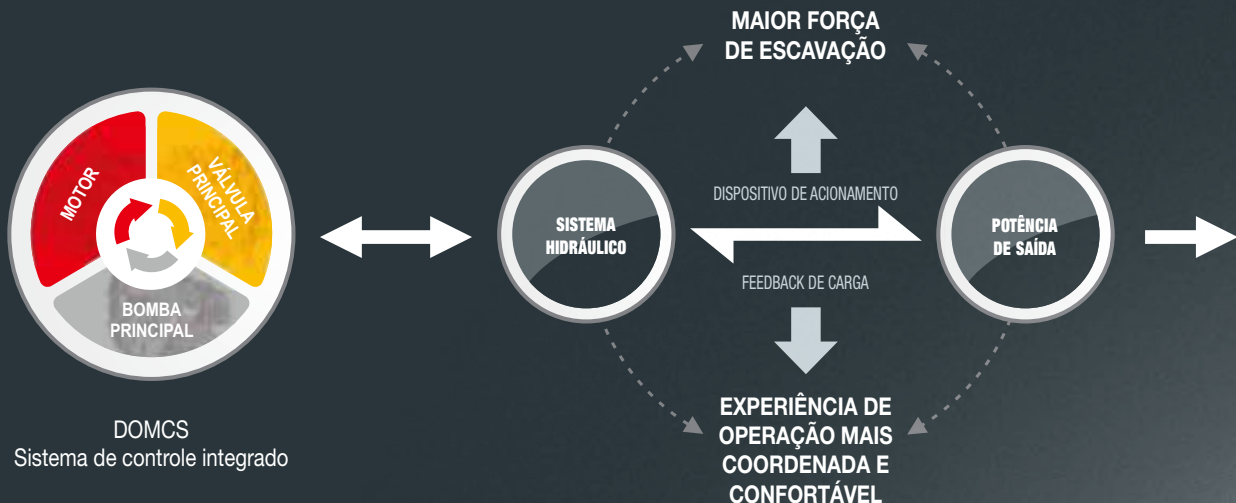 MAIOR FORÇA
DE ESCAVAÇÃO
MOTOR
VÁLVULA
PRINCIPAL
BOMBA
PRINCIPAL
DOMCS
Sistema de controle integrado
SISTEMA
HIDRÁULICO
DISPOSITIVO DE ACIONAMENTO
FEEDBACK DE CARGA
POTÊNCIA
DE SAÍDA
EXPERIÊNCIA DE
OPERAÇÃO MAIS
COORDENADA E
CONFORTÁVEL